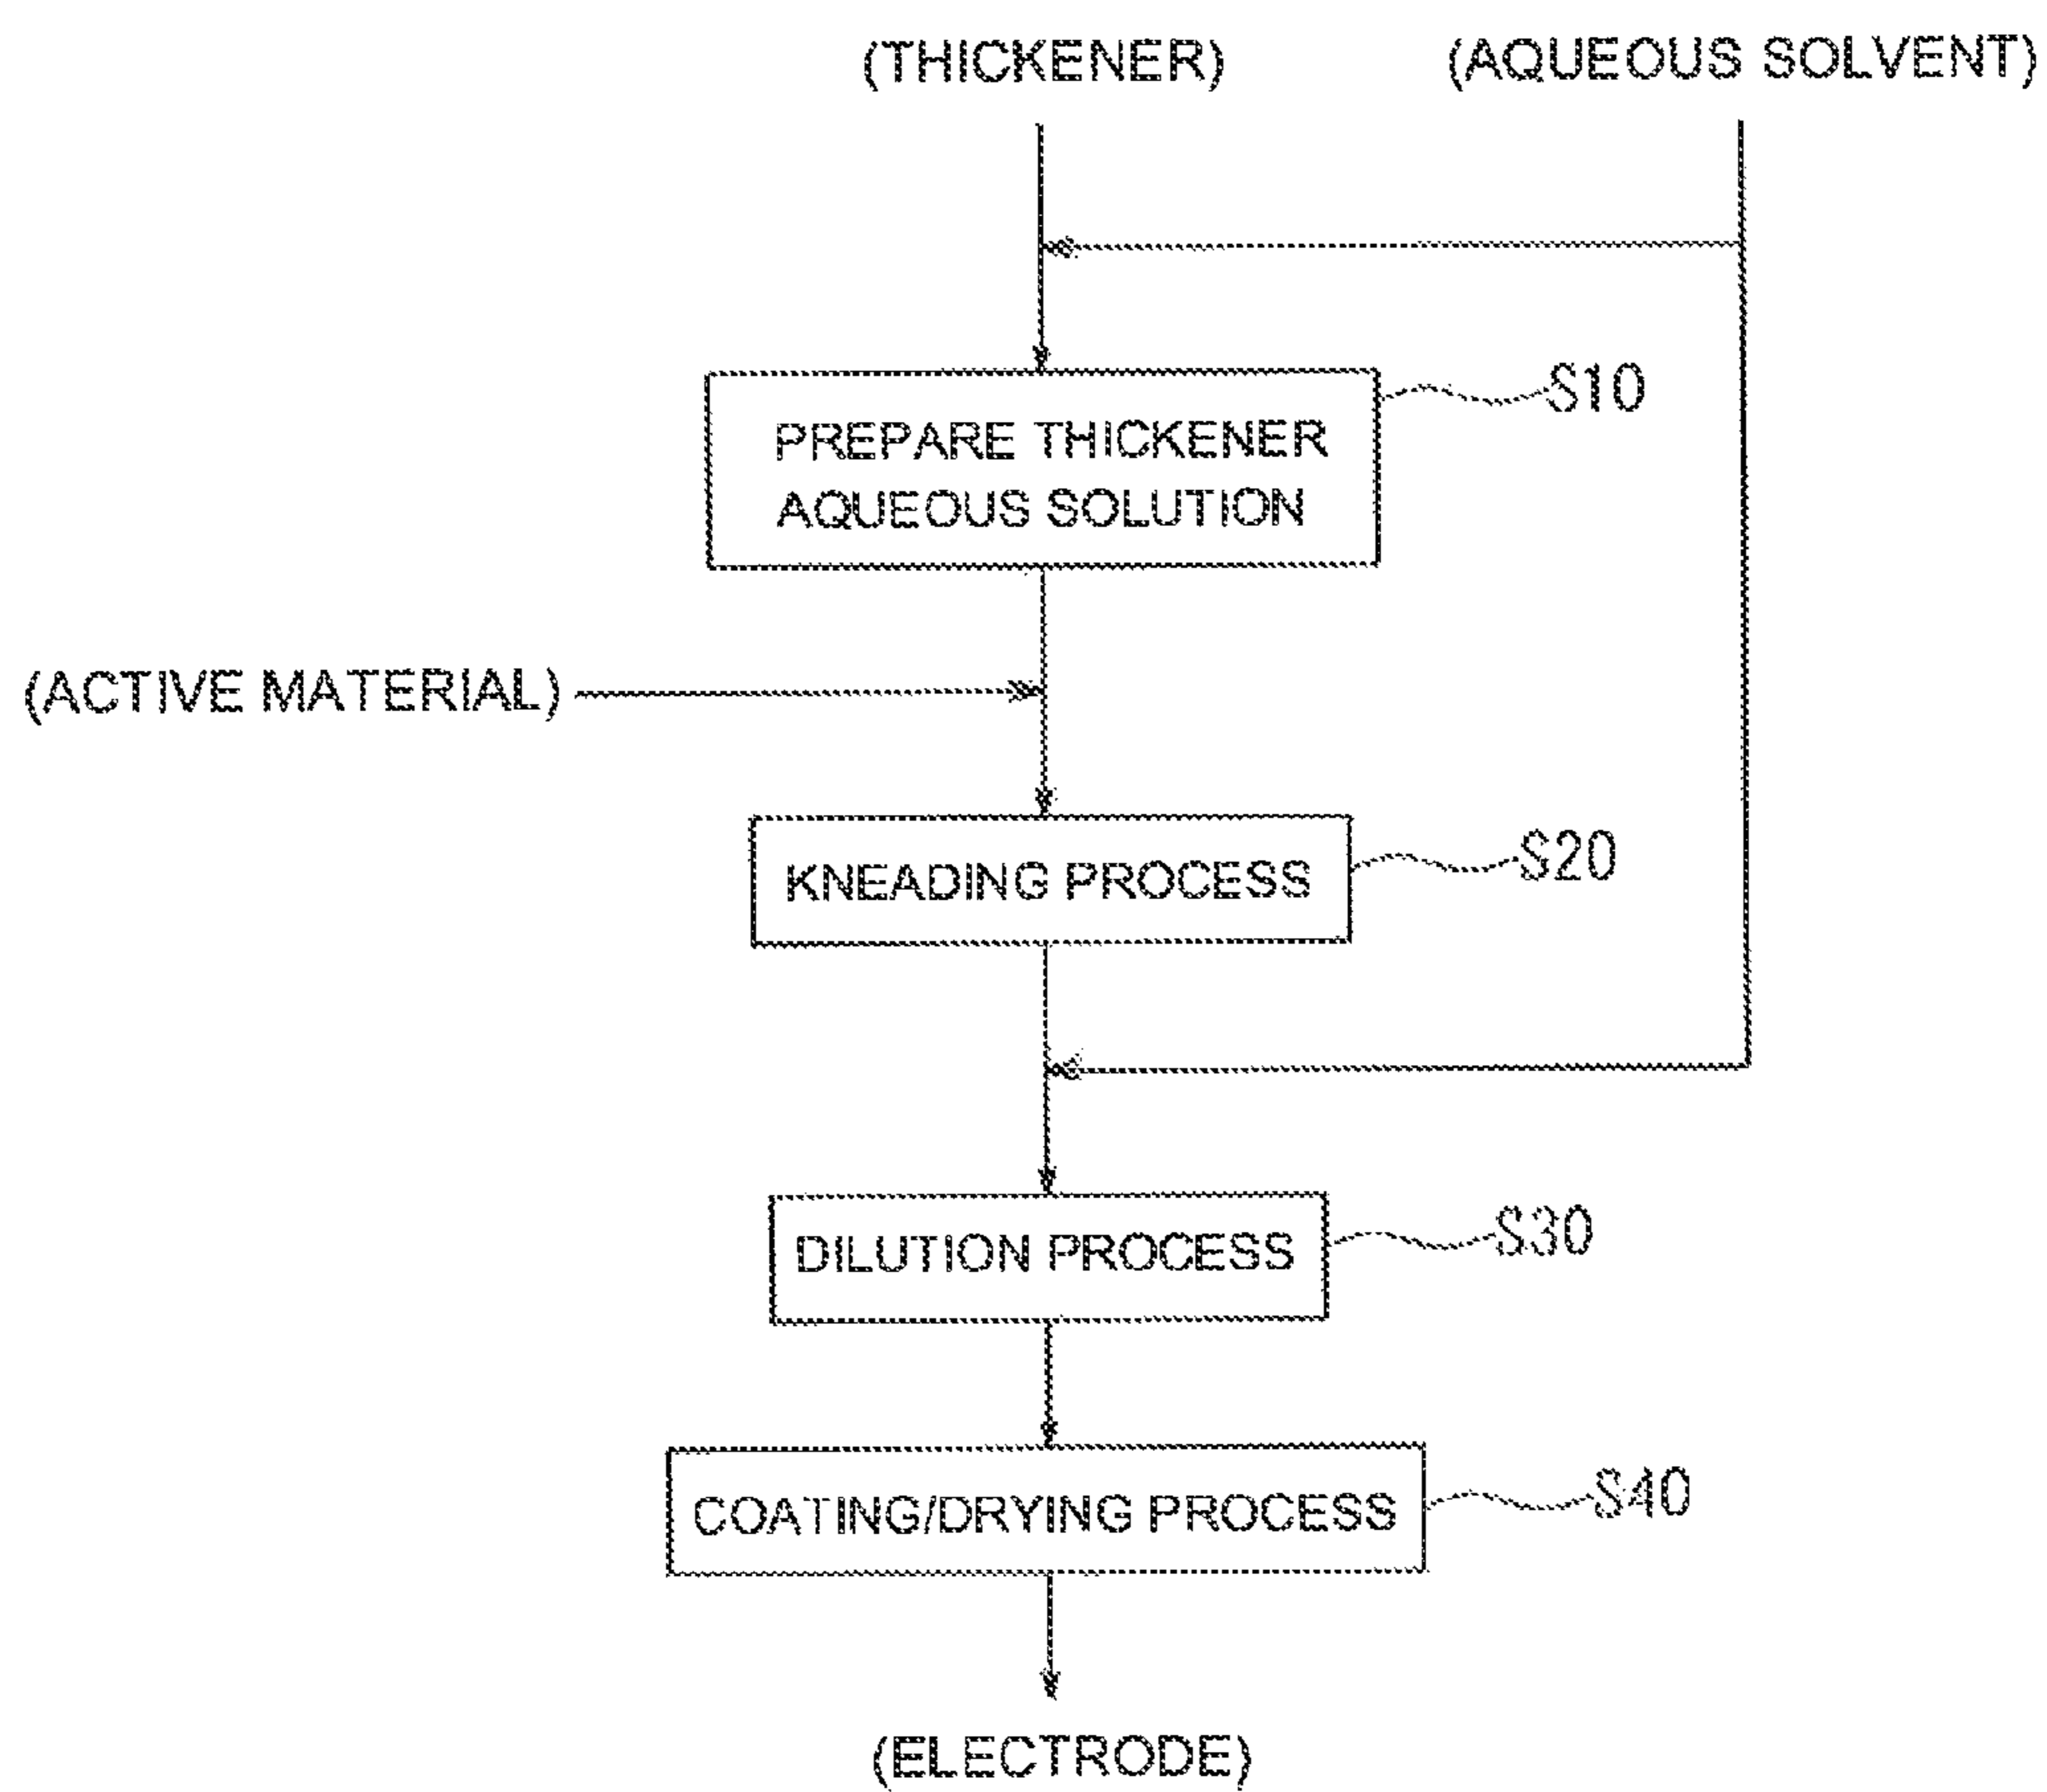 (THICKENER)
(AQUEOUS SOLVENT)
S10
PREPARE THICKENER
AQUEOUS SOLUTION
(ACTIVE MATERIAL)
S20
KNEADING PROCESS
S30
DILUTION PROCESS
S40
COATING/DRYING PROCESS
(ELECTRODE)